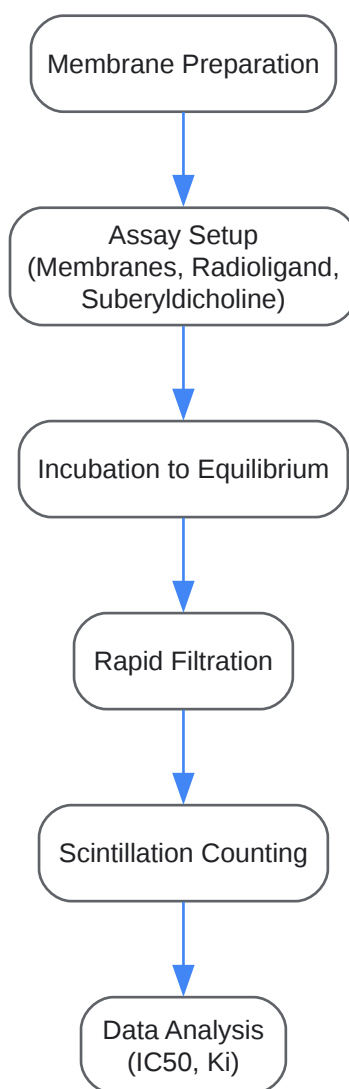 Membrane Preparation
Assay Setup
(Membranes, Radioligand,
Suberyldicholine)
Incubation to Equilibrium
Rapid Filtration
Scintillation Counting
Data Analysis
(IC50, Ki)